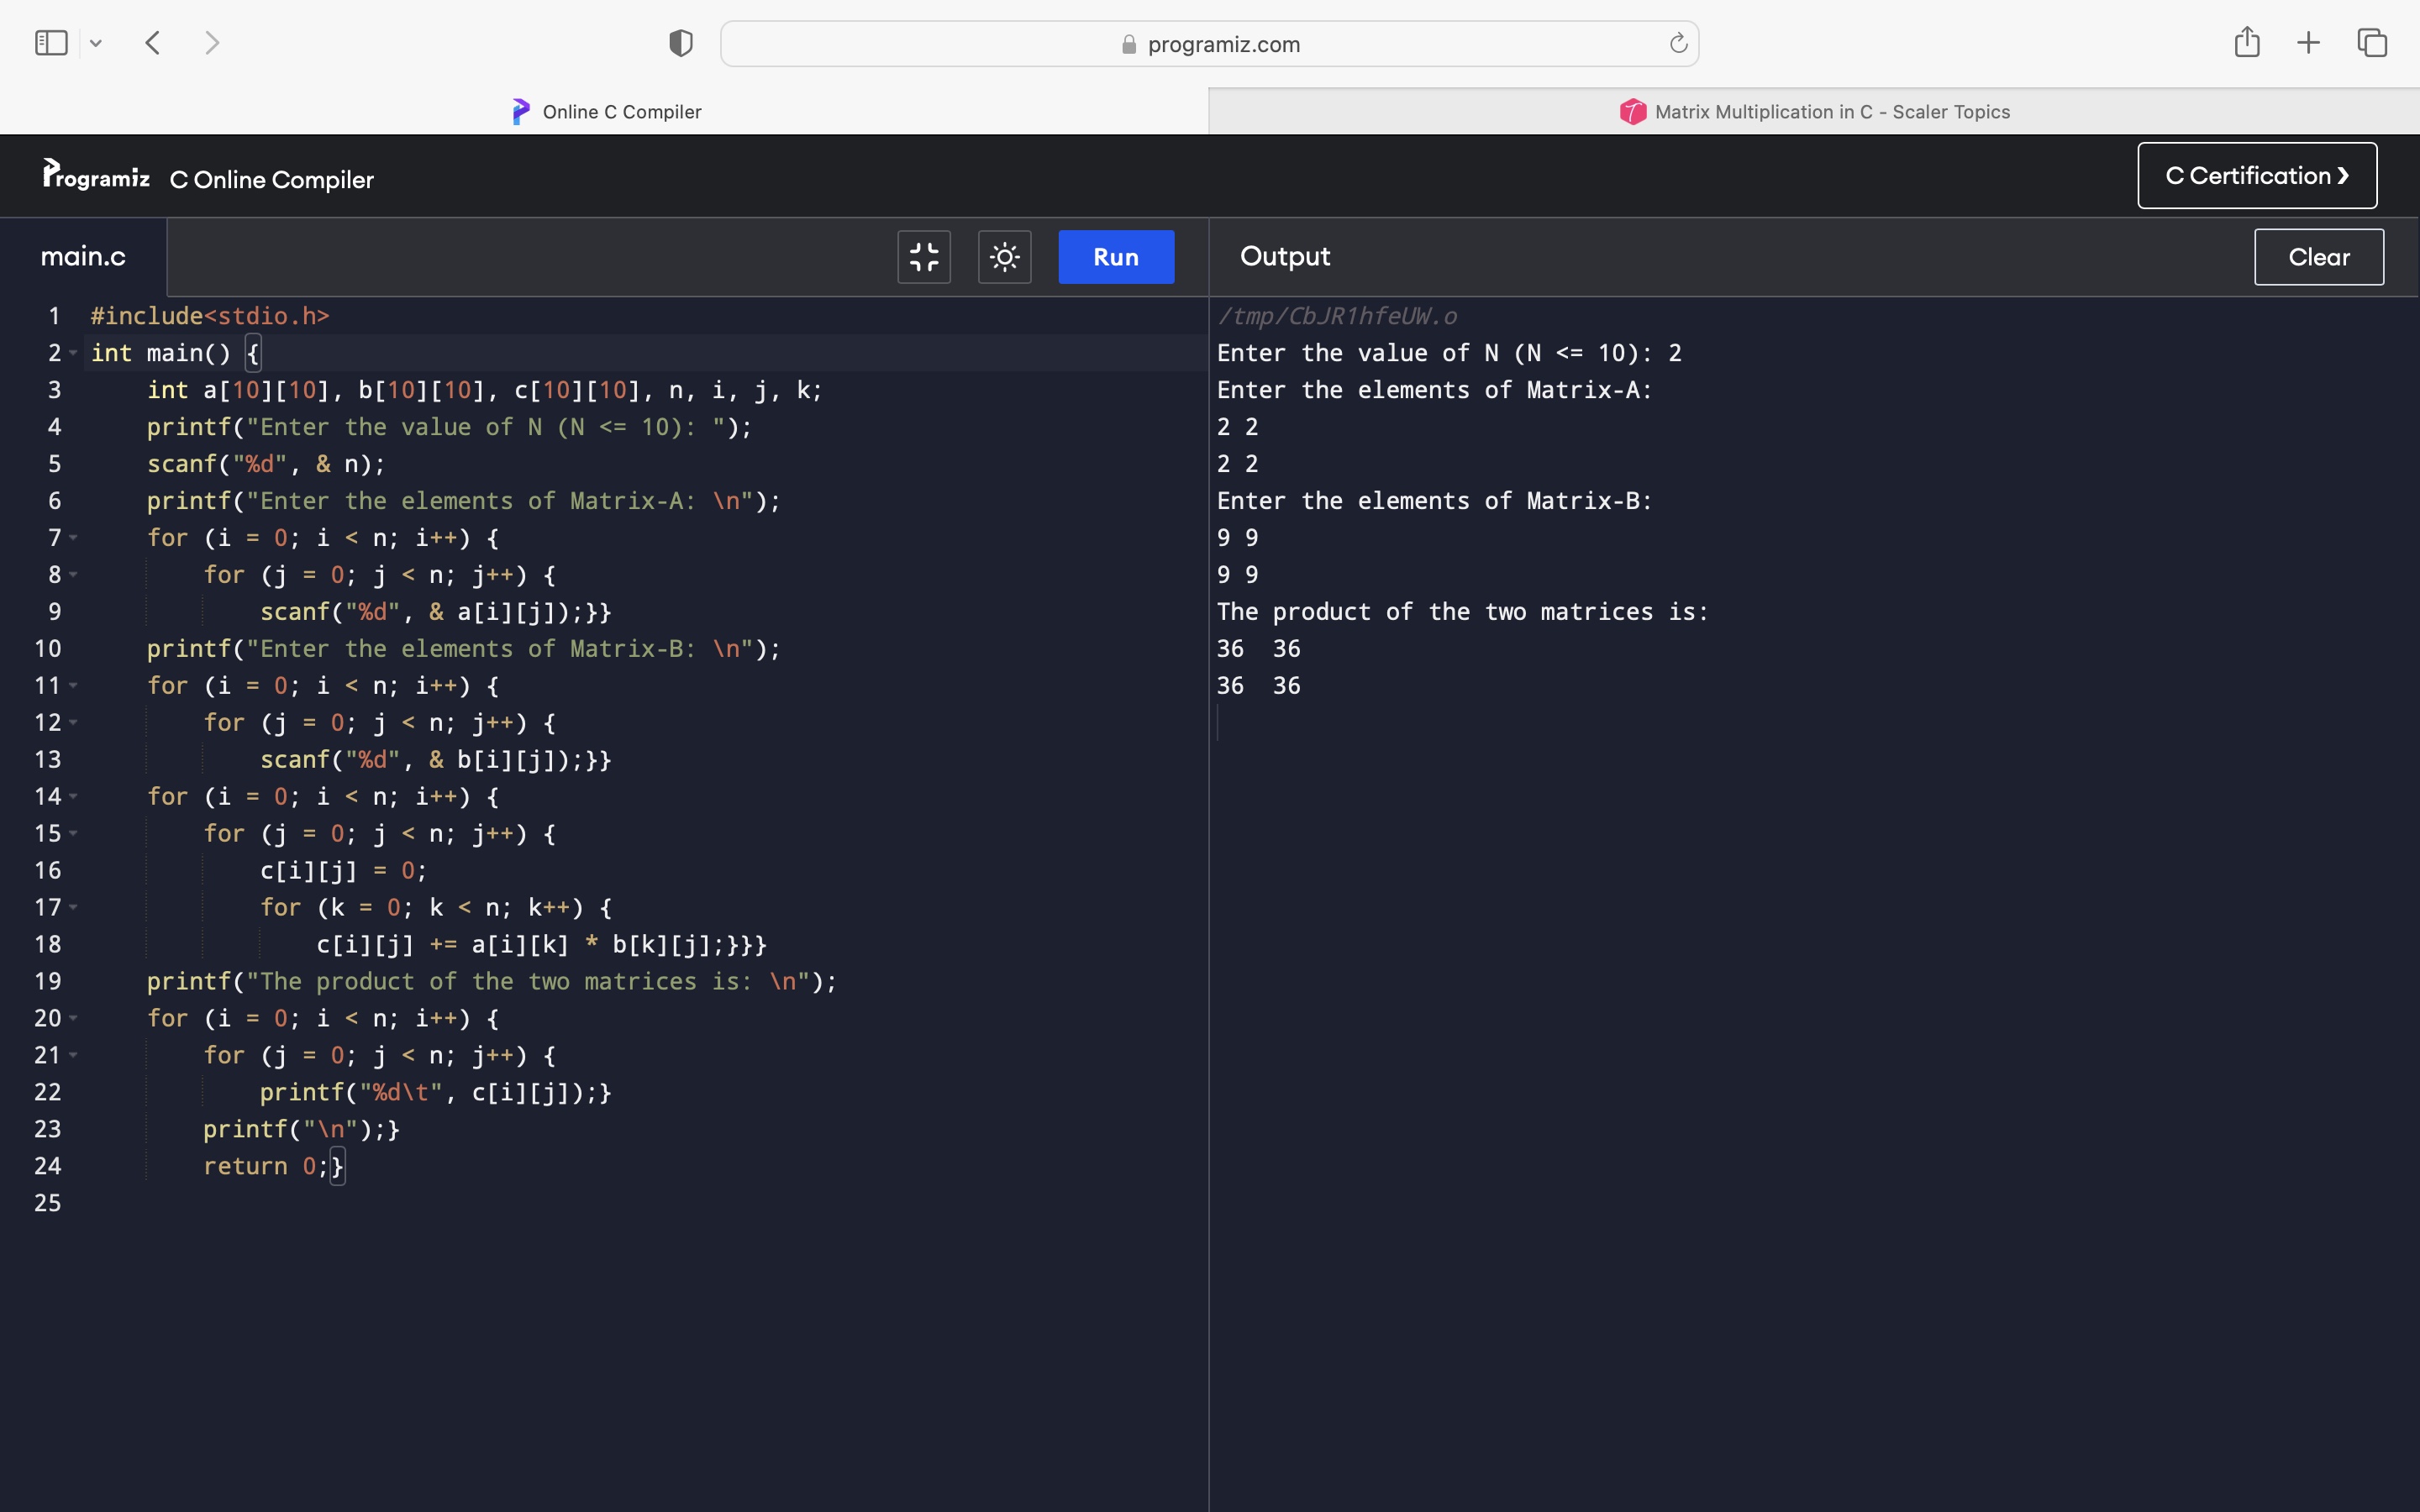 programiz.com
Online C Compiler
Matrix Multiplication in C - Scaler Topics
Programiz C Online Compiler
C Certification ❯
main.c
Run
Output
Clear
1 #include<stdio.h>
2 int main() {
3     int a[10][10], b[10][10], c[10][10], n, i, j, k;
4     printf("Enter the value of N (N <= 10): ");
5     scanf("%d", & n);
6     printf("Enter the elements of Matrix-A: \n");
7     for (i = 0; i < n; i++) {
8         for (j = 0; j < n; j++) {
9             scanf("%d", & a[i][j]);}}
10     printf("Enter the elements of Matrix-B: \n");
11     for (i = 0; i < n; i++) {
12         for (j = 0; j < n; j++) {
13             scanf("%d", & b[i][j]);}}
14     for (i = 0; i < n; i++) {
15         for (j = 0; j < n; j++) {
16             c[i][j] = 0;
17             for (k = 0; k < n; k++) {
18                 c[i][j] += a[i][k] * b[k][j];}}}
19     printf("The product of the two matrices is: \n");
20     for (i = 0; i < n; i++) {
21         for (j = 0; j < n; j++) {
22             printf("%d\t", c[i][j]);}
23         printf("\n");}
24         return 0;}
25
/tmp/CbJR1hfeUW.o
Enter the value of N (N <= 10): 2
Enter the elements of Matrix-A:
2 2
2 2
Enter the elements of Matrix-B:
9 9
9 9
The product of the two matrices is:
36  36
36  36